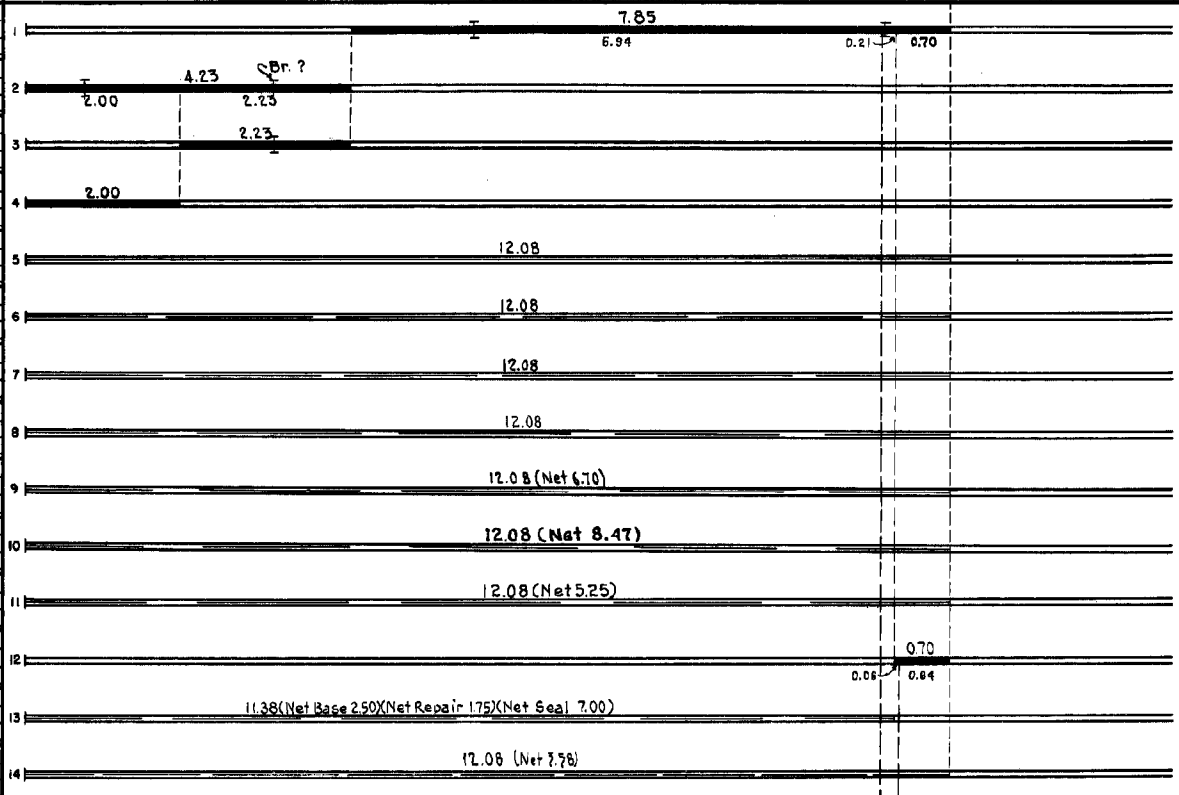 7.85
1 6.94 0.21 0.70
Br. ?
4.23
2 2.00 2.23
2.23
3
2.00
4
12.08
5
12.08
6
12.08
7
12.08
8
12.08 (Net 6.70)
9
12.08 (Net 8.47)
10
12.08 (Net 5.25)
11
0.70
12
0.06 0.64
11.38 (Net Base 2.50)(Net Repair 1.75)(Net Seal 7.00)
13
12.08 (Net 3.58)
14